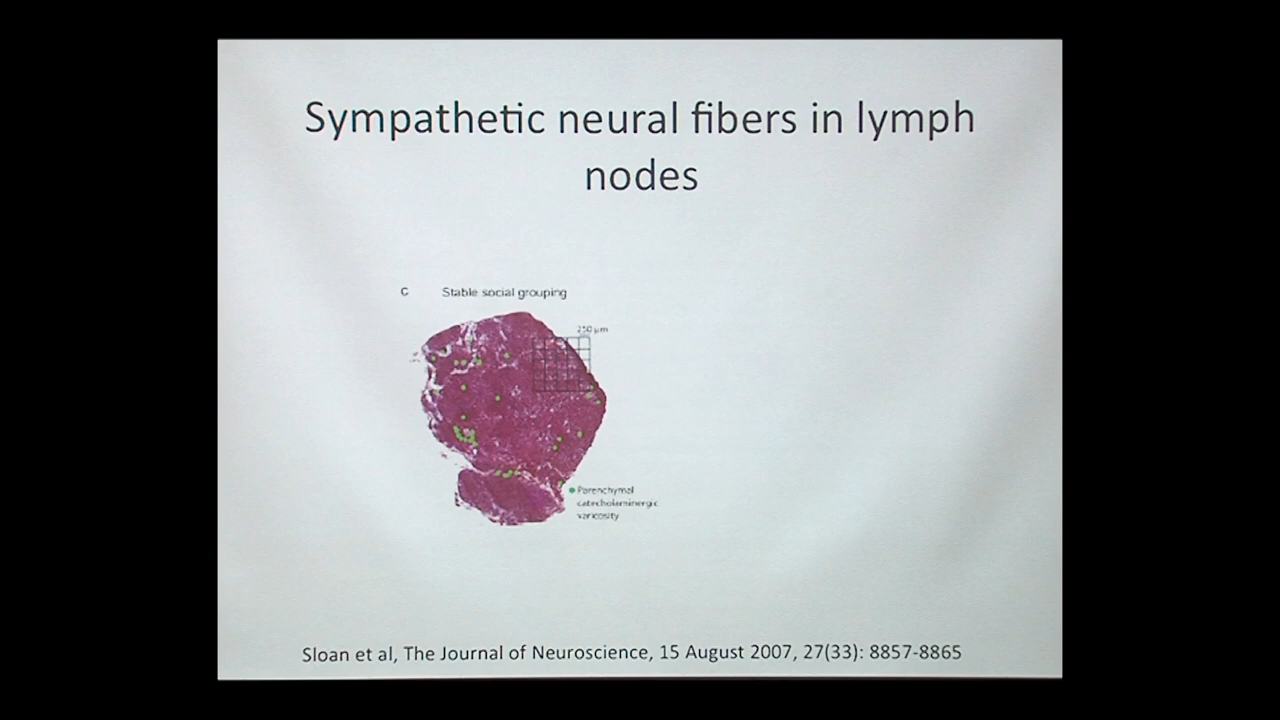 Sympathetic neural fibers in lymph
nodes
C Stable social grouping
250 µm
Parenchymal
catecholaminergic
varicosity
Sloan et al, The Journal of Neuroscience, 15 August 2007, 27(33): 8857-8865